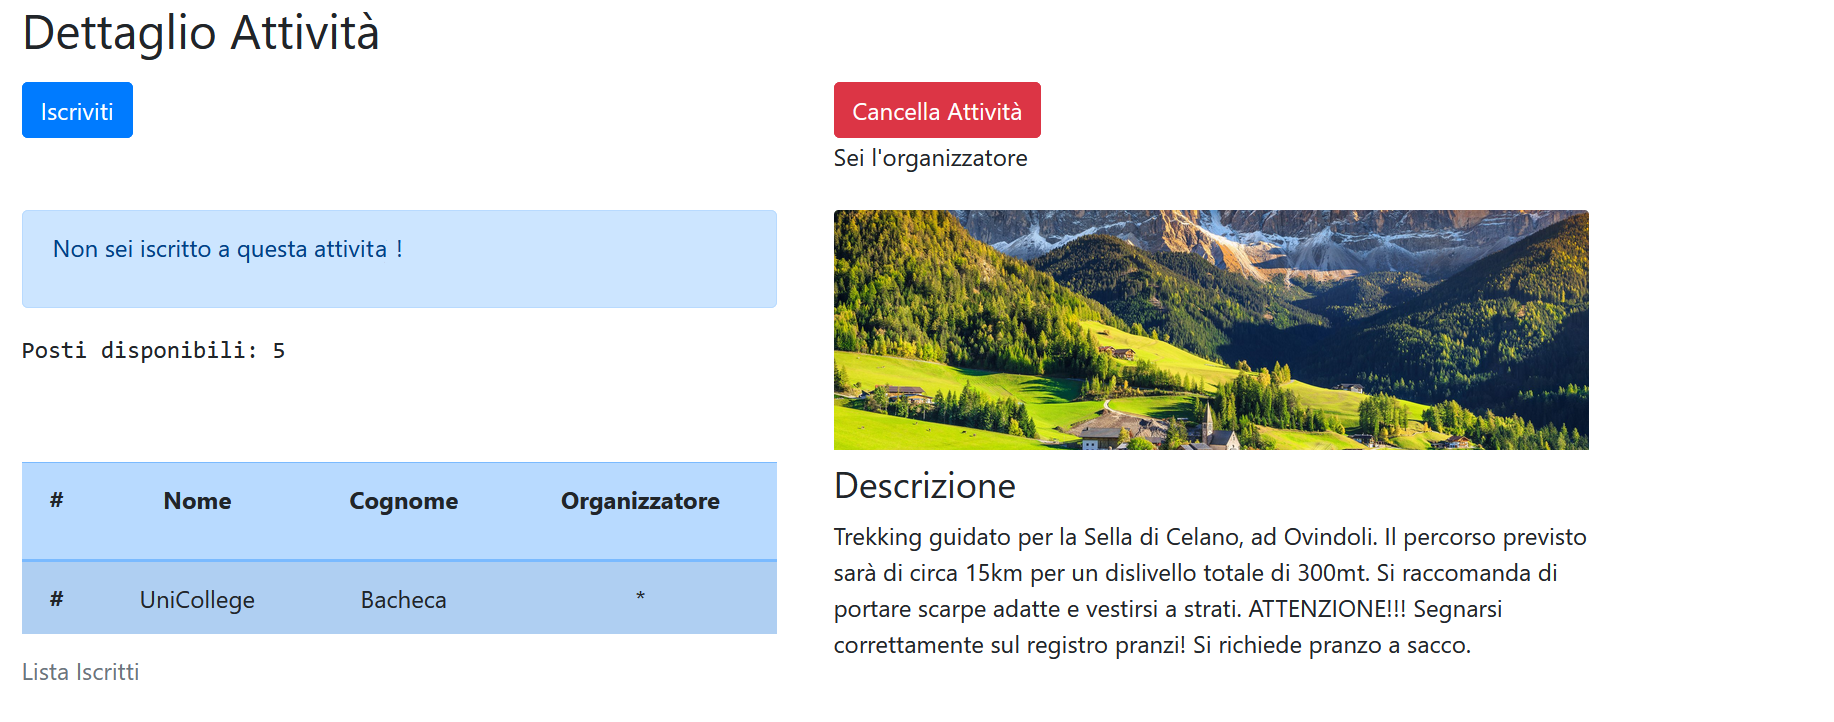 Dettaglio Attività
Iscriviti
Cancella Attività
Sei l'organizzatore
Non sei iscritto a questa attivita !
Posti disponibili: 5
# Nome Cognome Organizzatore
# UniCollege Bacheca *
Lista Iscritti
Descrizione
Trekking guidato per la Sella di Celano, ad Ovindoli. Il percorso previsto
sarà di circa 15km per un dislivello totale di 300mt. Si raccomanda di
portare scarpe adatte e vestirsi a strati. ATTENZIONE!!! Segnarsi
correttamente sul registro pranzi! Si richiede pranzo a sacco.